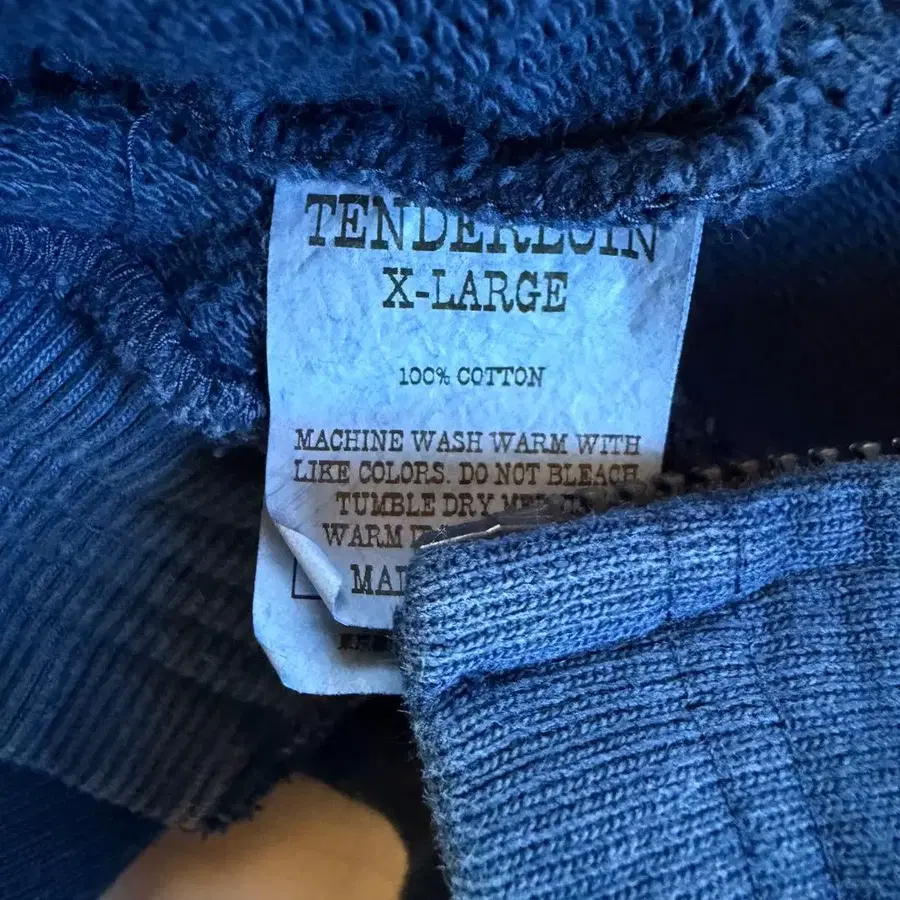 TENDERLOIN
X-LARGE
100% COTTON
MACHINE WASH WARM WITH
LIKE COLORS. DO NOT BLEACH.
TUMBLE DRY
WARM